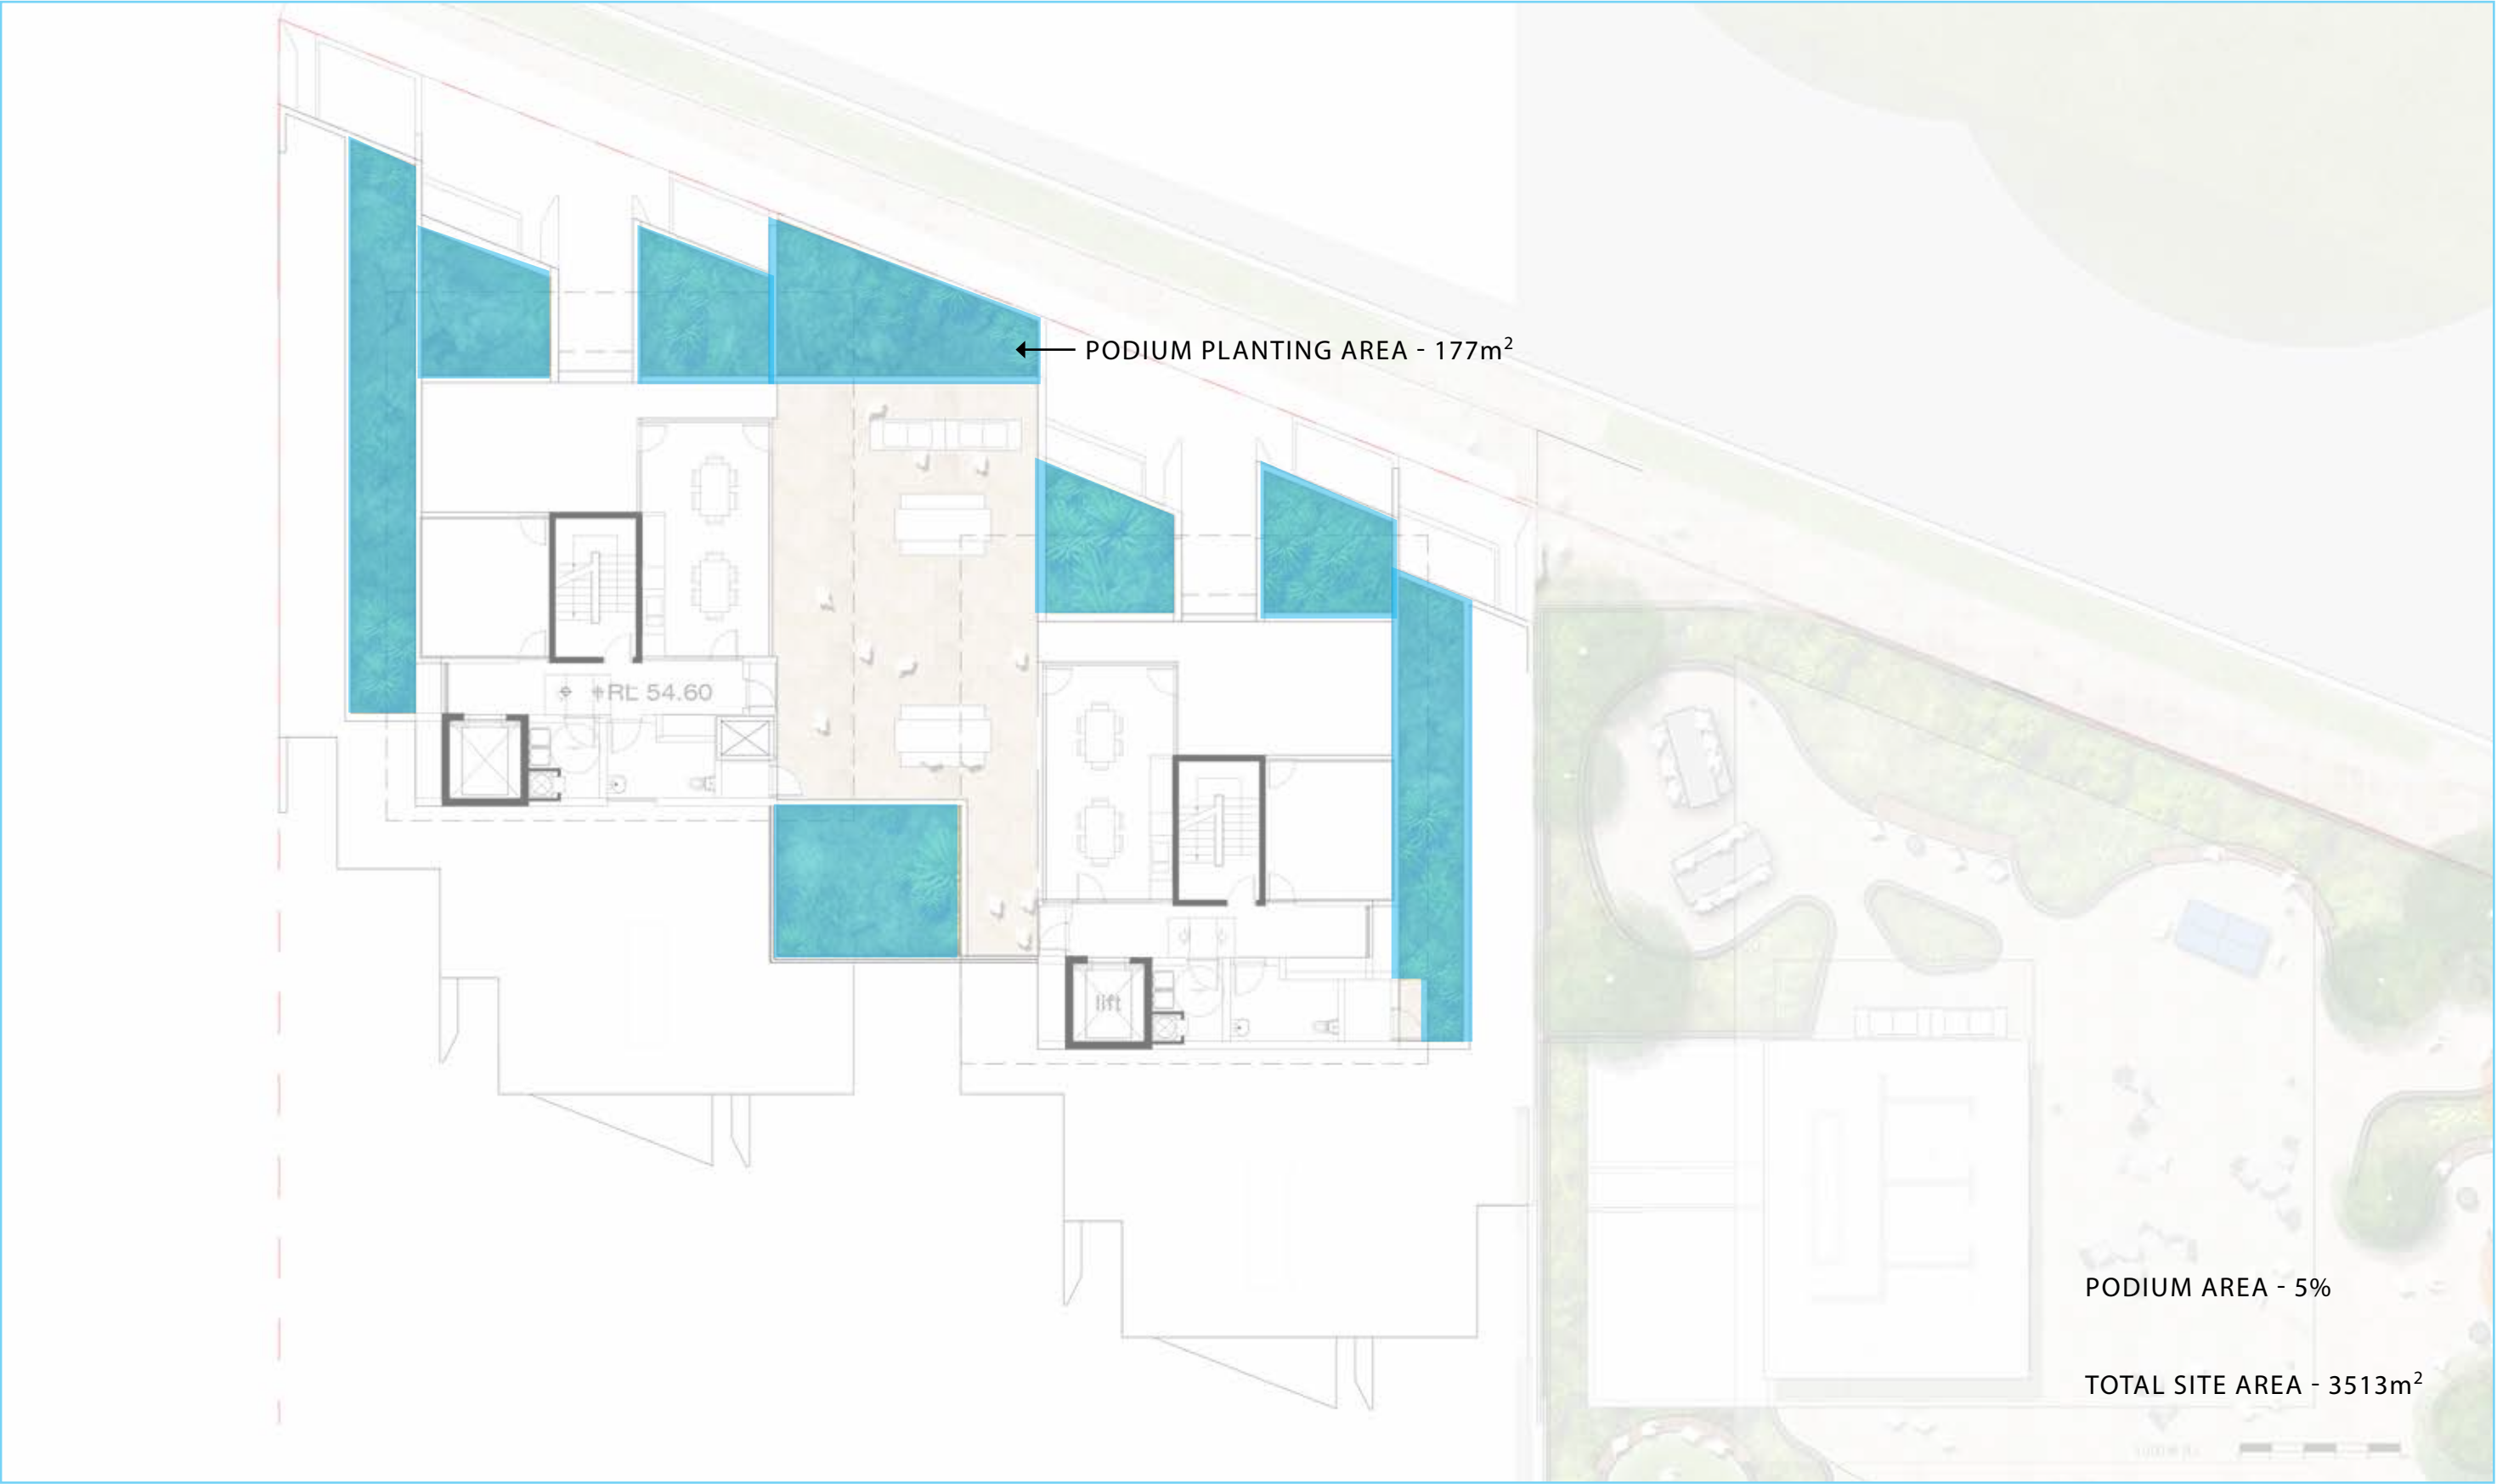 PODIUM PLANTING AREA - 177m²
RL 54.60
lift
PODIUM AREA - 5%
TOTAL SITE AREA - 3513m²